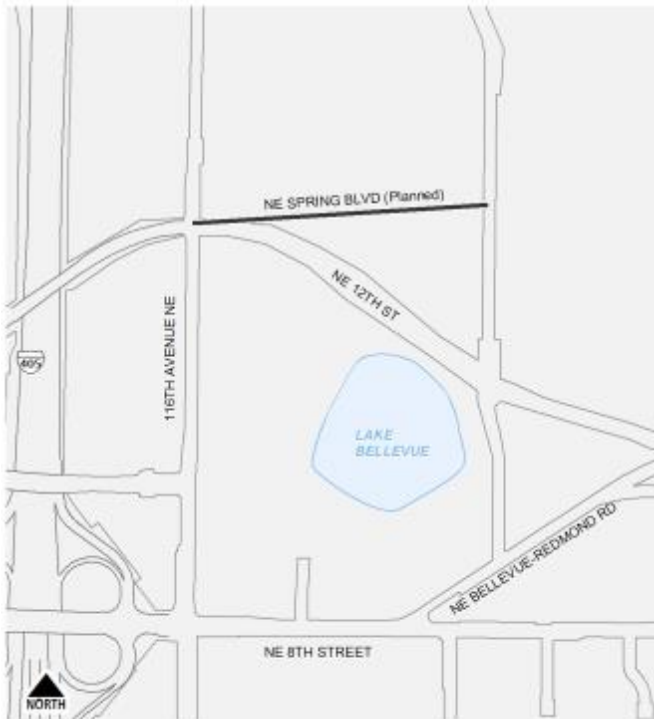 NE SPRING BLVD (Planned)
NE 12TH ST
116TH AVENUE NE
405
LAKE
BELLEVUE
NE BELLEVUE-REDMOND RD
NE 8TH STREET
NORTH